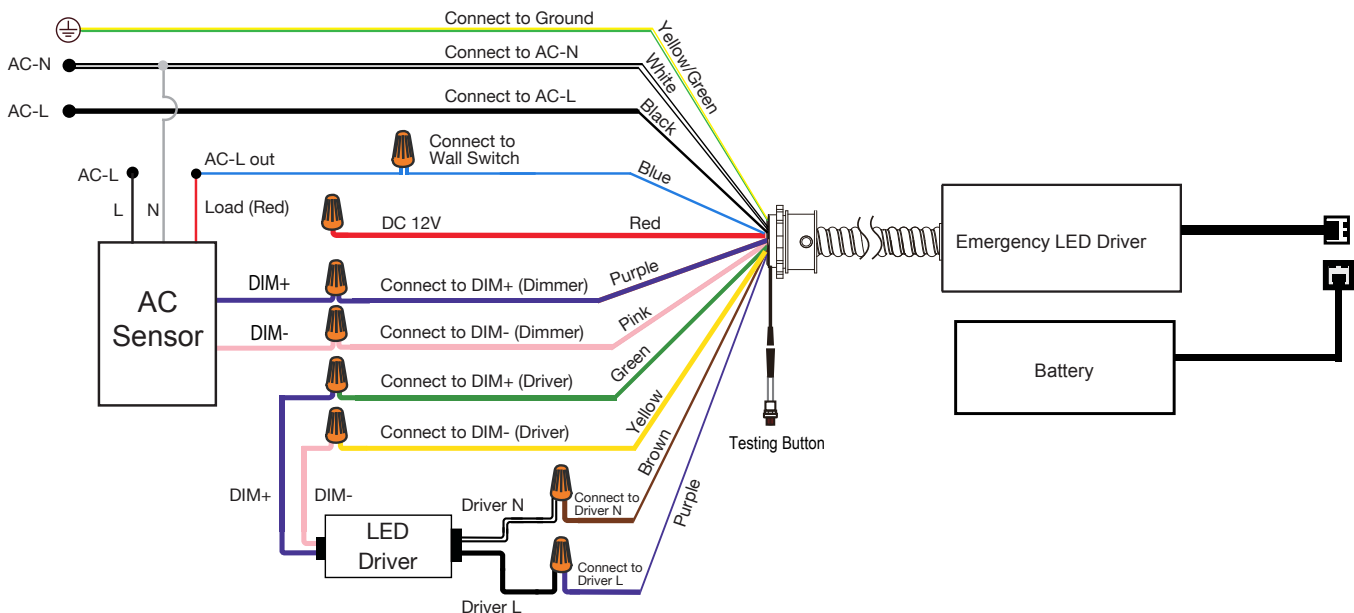 Connect to Ground
Yellow/Green
AC-N
Connect to AC-N
White
AC-L
Connect to AC-L
Black
AC-L
AC-L out
Connect to
Wall Switch
Blue
L
N
Load (Red)
DC 12V
Red
Emergency LED Driver
AC
Sensor
DIM+
Connect to DIM+ (Dimmer)
Purple
DIM-
Connect to DIM- (Dimmer)
Pink
Connect to DIM+ (Driver)
Green
Battery
Connect to DIM- (Driver)
Yellow
Testing Button
Brown
DIM+
DIM-
Driver N
Connect to
Driver N
Purple
LED
Driver
Connect to
Driver L
Driver L